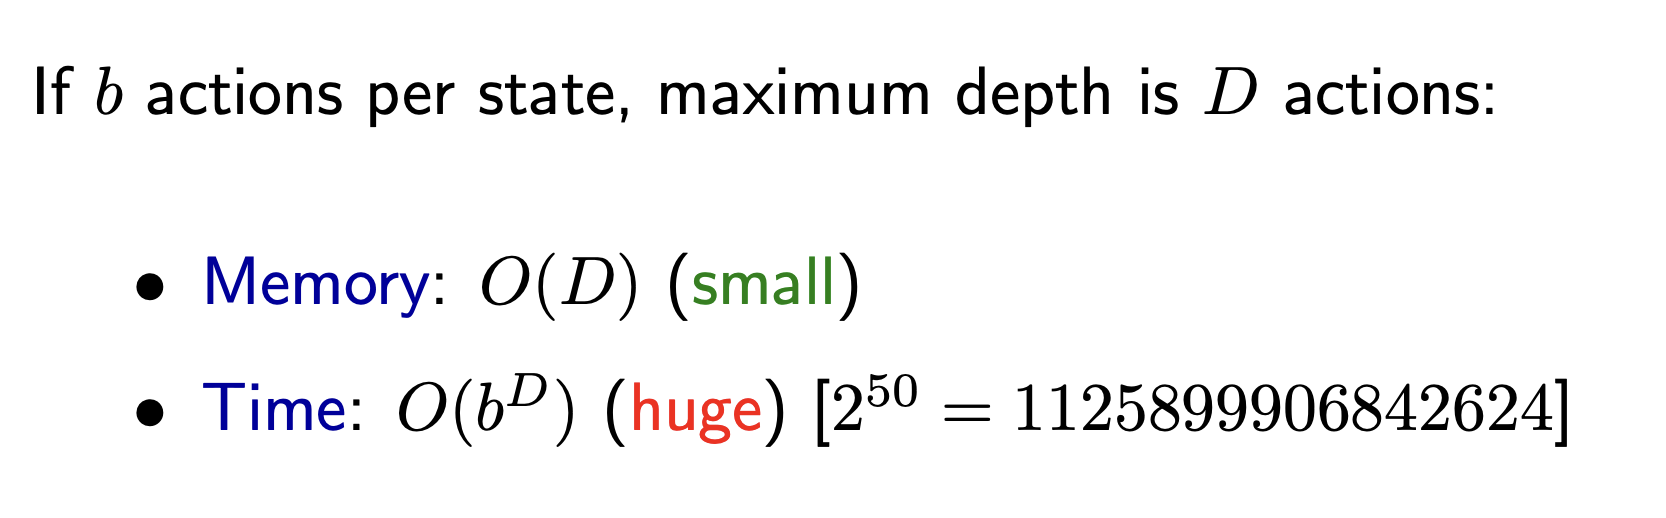 If b actions per state, maximum depth is D actions:
• Memory: O(D) (small)
• Time: O(b^D) (huge) [2^50 = 1125899906842624]